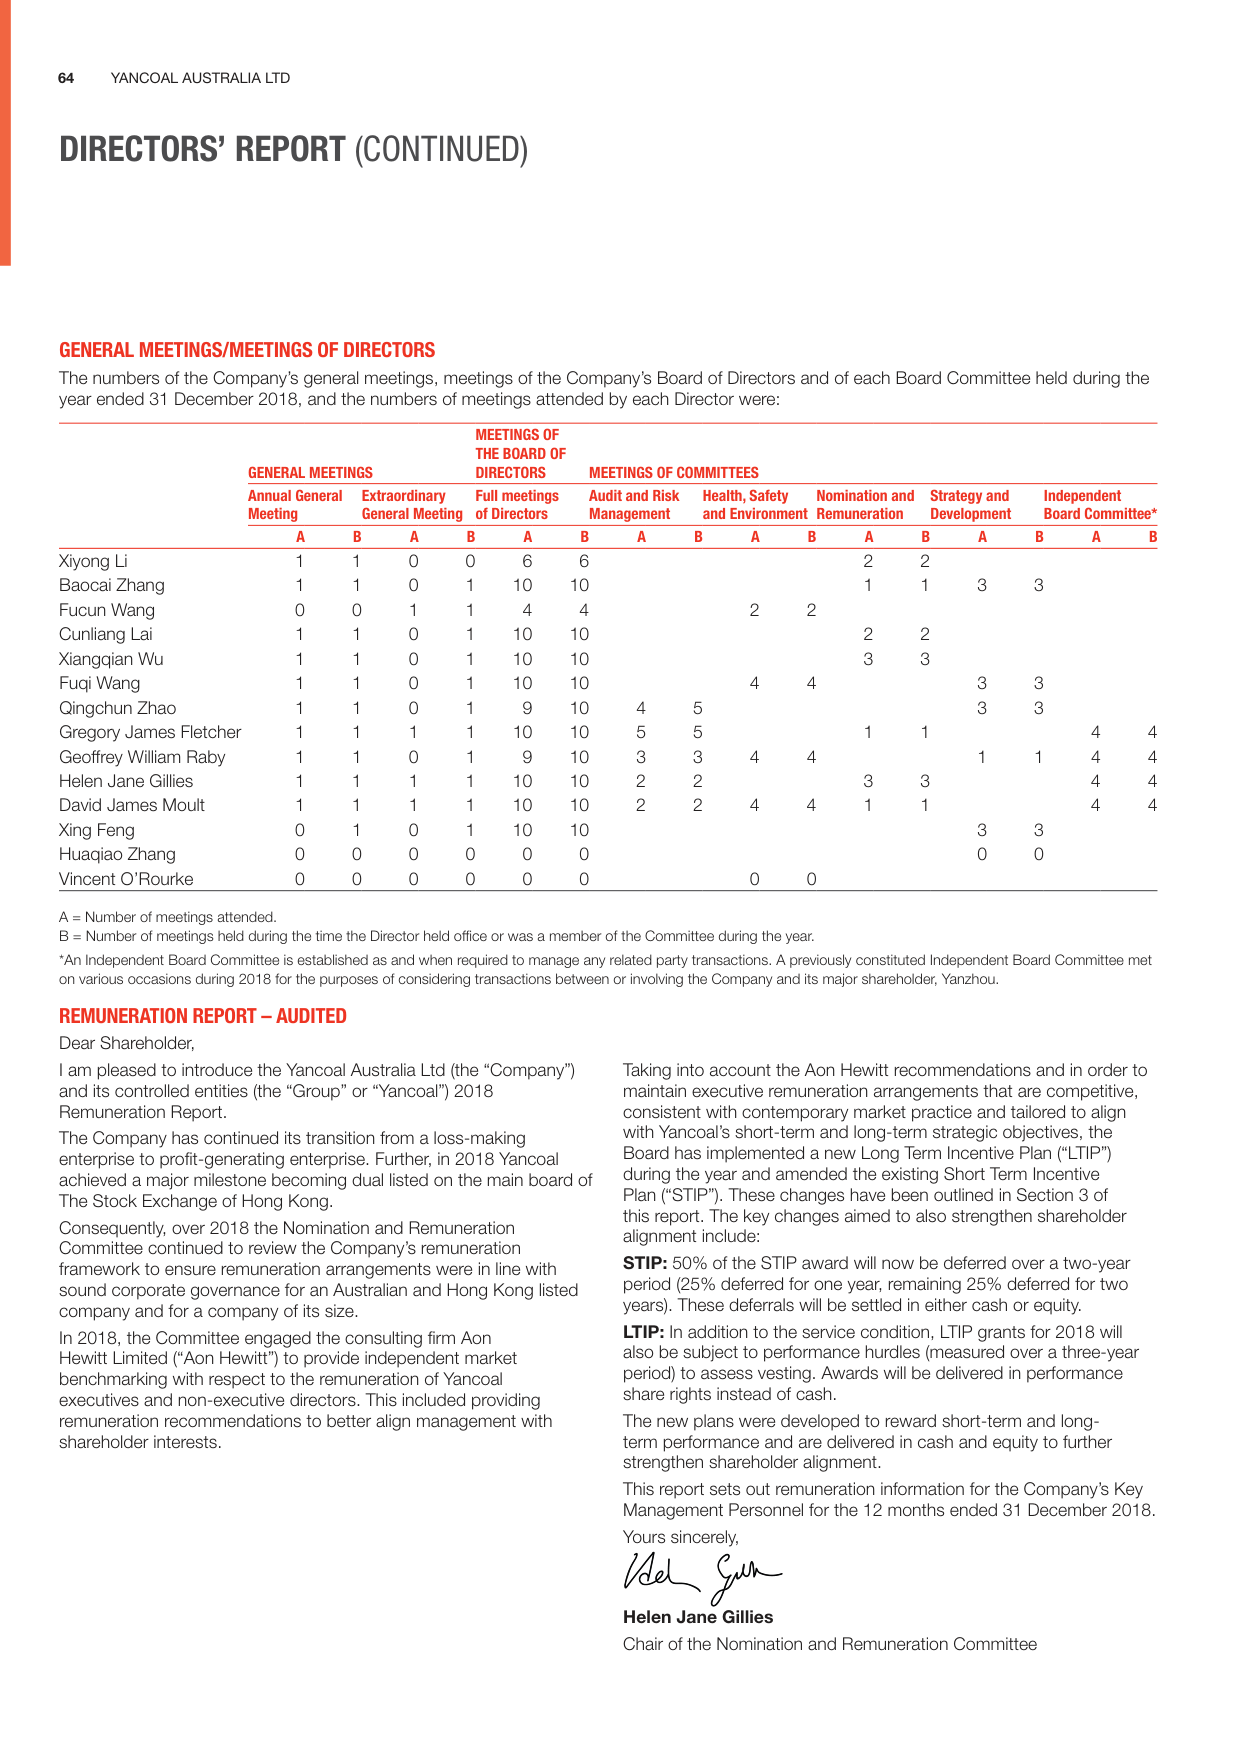 64 YANCOAL AUSTRALIA LTD
DIRECTORS’ REPORT (CONTINUED)
GENERAL MEETINGS/MEETINGS OF DIRECTORS
The numbers of the Company’s general meetings, meetings of the Company’s Board of Directors and of each Board Committee held during the
year ended 31 December 2018, and the numbers of meetings attended by each Director were:
GENERAL MEETINGS MEETINGS OF THE BOARD OF DIRECTORS MEETINGS OF COMMITTEES
Annual General Meeting Extraordinary General Meeting Full meetings of Directors Audit and Risk Management Health, Safety and Environment Nomination and Remuneration Strategy and Development Independent Board Committee*
A B A B A B A B A B A B A B A B
Xiyong Li 1 1 0 0 6 6 2 2
Baocai Zhang 1 1 0 1 10 10 1 1 3 3
Fucun Wang 0 0 1 1 4 4 2 2
Cunliang Lai 1 1 0 1 10 10 2 2
Xiangqian Wu 1 1 0 1 10 10 3 3
Fuqi Wang 1 1 0 1 10 10 4 4 3 3
Qingchun Zhao 1 1 0 1 9 10 4 5 3 3
Gregory James Fletcher 1 1 1 1 10 10 5 5 1 1 4 4
Geoffrey William Raby 1 1 0 1 9 10 3 3 4 4 1 1 4 4
Helen Jane Gillies 1 1 1 1 10 10 2 2 3 3 4 4
David James Moult 1 1 1 1 10 10 2 2 4 4 1 1 4 4
Xing Feng 0 1 0 1 10 10 3 3
Huaqiao Zhang 0 0 0 0 0 0 0 0
Vincent O’Rourke 0 0 0 0 0 0 0 0
A = Number of meetings attended.
B = Number of meetings held during the time the Director held office or was a member of the Committee during the year.
*An Independent Board Committee is established as and when required to manage any related party transactions. A previously constituted Independent Board Committee met
on various occasions during 2018 for the purposes of considering transactions between or involving the Company and its major shareholder, Yanzhou.
REMUNERATION REPORT – AUDITED
Dear Shareholder,
I am pleased to introduce the Yancoal Australia Ltd (the “Company”)
and its controlled entities (the “Group” or “Yancoal”) 2018
Remuneration Report.
The Company has continued its transition from a loss-making
enterprise to profit-generating enterprise. Further, in 2018 Yancoal
achieved a major milestone becoming dual listed on the main board of
The Stock Exchange of Hong Kong.
Consequently, over 2018 the Nomination and Remuneration
Committee continued to review the Company’s remuneration
framework to ensure remuneration arrangements were in line with
sound corporate governance for an Australian and Hong Kong listed
company and for a company of its size.
In 2018, the Committee engaged the consulting firm Aon
Hewitt Limited (“Aon Hewitt”) to provide independent market
benchmarking with respect to the remuneration of Yancoal
executives and non-executive directors. This included providing
remuneration recommendations to better align management with
shareholder interests.
Taking into account the Aon Hewitt recommendations and in order to
maintain executive remuneration arrangements that are competitive,
consistent with contemporary market practice and tailored to align
with Yancoal’s short-term and long-term strategic objectives, the
Board has implemented a new Long Term Incentive Plan (“LTIP”)
during the year and amended the existing Short Term Incentive
Plan (“STIP”). These changes have been outlined in Section 3 of
this report. The key changes aimed to also strengthen shareholder
alignment include:
STIP: 50% of the STIP award will now be deferred over a two-year
period (25% deferred for one year, remaining 25% deferred for two
years). These deferrals will be settled in either cash or equity.
LTIP: In addition to the service condition, LTIP grants for 2018 will
also be subject to performance hurdles (measured over a three-year
period) to assess vesting. Awards will be delivered in performance
share rights instead of cash.
The new plans were developed to reward short-term and long-
term performance and are delivered in cash and equity to further
strengthen shareholder alignment.
This report sets out remuneration information for the Company’s Key
Management Personnel for the 12 months ended 31 December 2018.
Yours sincerely,
Helen Jane Gillies
Chair of the Nomination and Remuneration Committee